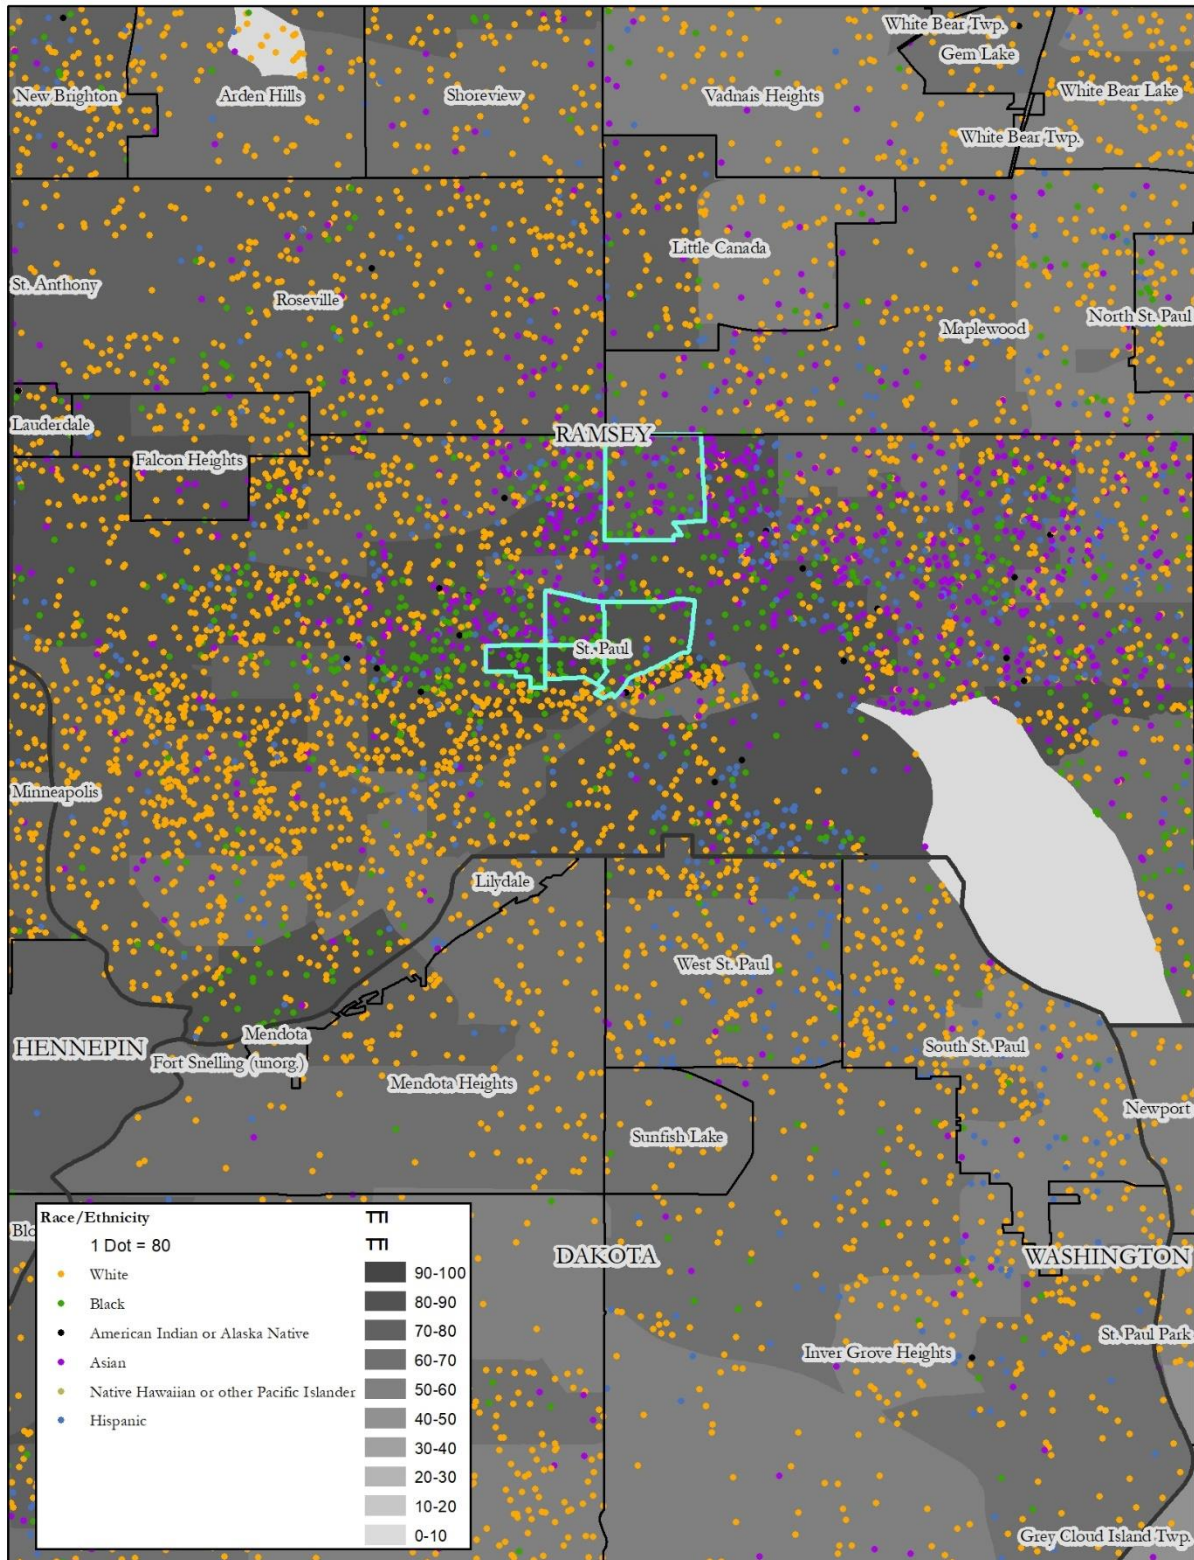 White Bear Twp.
Gem Lake
New Brighton
Arden Hills
Shoreview
Vadnais Heights
White Bear Lake
White Bear Twp.
Little Canada
St. Anthony
Roseville
Maplewood
North St. Paul
Lauderdale
RAMSEY
Falcon Heights
St. Paul
Minneapolis
Lilydale
West St. Paul
HENNEPIN
Mendota
Fort Snelling (unorg.)
South St. Paul
Mendota Heights
Newport
Sunfish Lake
Blo
DAKOTA
WASHINGTON
St. Paul Park
Inver Grove Heights
Grey Cloud Island Twp.
Race/Ethnicity
1 Dot = 80
White
Black
American Indian or Alaska Native
Asian
Native Hawaiian or other Pacific Islander
Hispanic
TTI
TTI
90-100
80-90
70-80
60-70
50-60
40-50
30-40
20-30
10-20
0-10